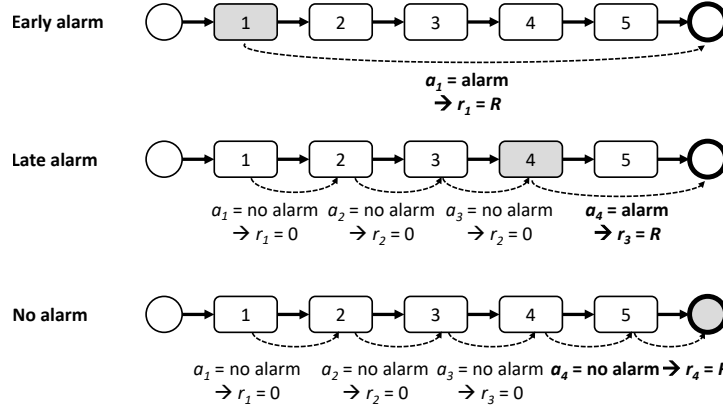 Early alarm
1 2 3 4 5
a₁ = alarm
→ r₁ = R
Late alarm
1 2 3 4 5
a₁ = no alarm a₂ = no alarm a₃ = no alarm a₄ = alarm
→ r₁ = 0 → r₂ = 0 → r₂ = 0 → r₃ = R
No alarm
1 2 3 4 5
a₁ = no alarm a₂ = no alarm a₃ = no alarm a₄ = no alarm → r₄ =
→ r₁ = 0 → r₂ = 0 → r₃ = 0